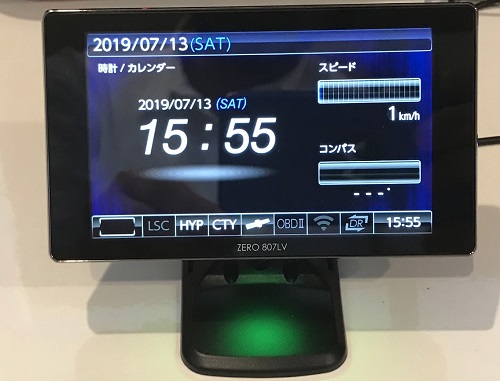 2019/07/13(SAT)
時計 / カレンダー
スピード
2019/07/13 (SAT)
15:55
1 km/h
コンパス
---°
LSC HYP CTY OBDⅡ DR 15:55
ZERO 807LV